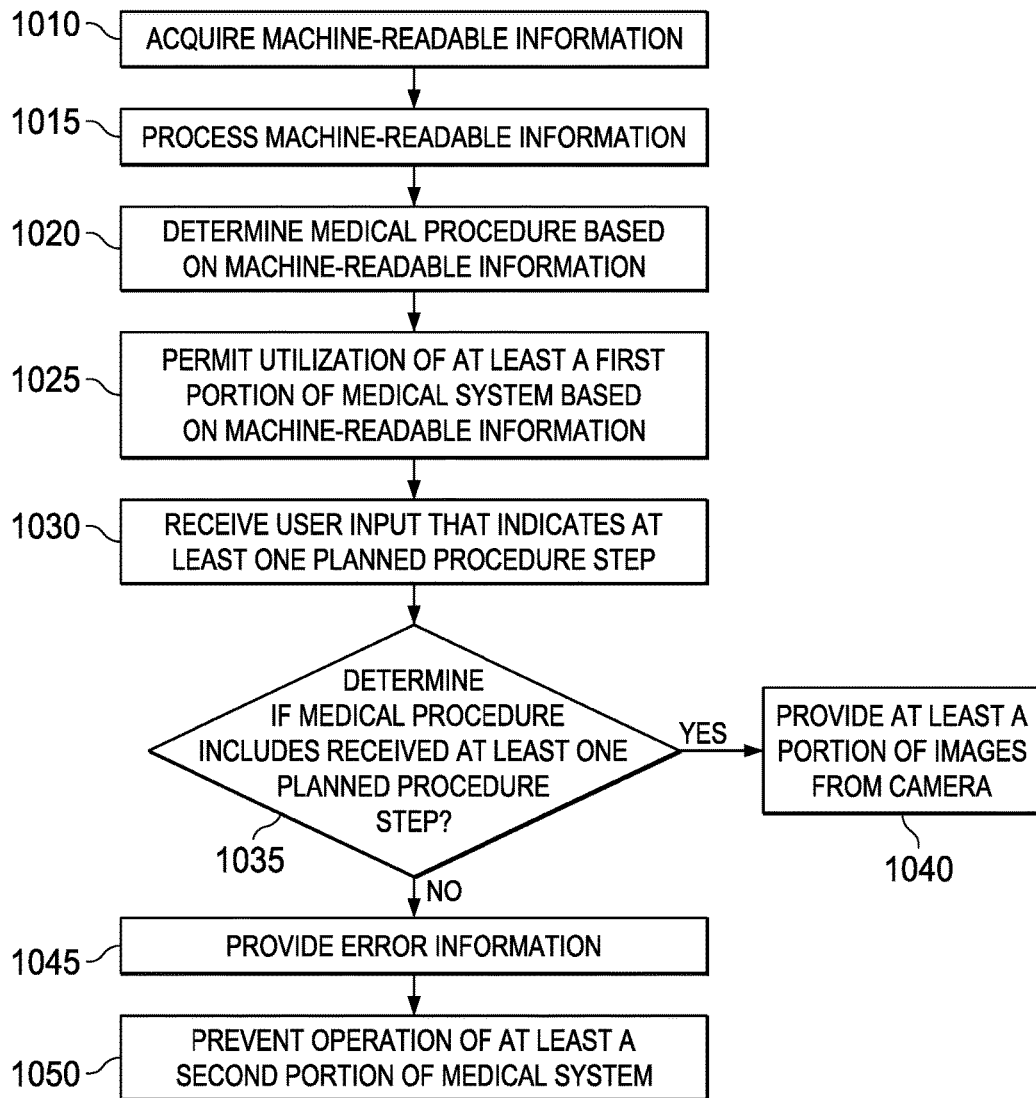 1010
ACQUIRE MACHINE-READABLE INFORMATION
1015
PROCESS MACHINE-READABLE INFORMATION
1020
DETERMINE MEDICAL PROCEDURE BASED
ON MACHINE-READABLE INFORMATION
1025
PERMIT UTILIZATION OF AT LEAST A FIRST
PORTION OF MEDICAL SYSTEM BASED
ON MACHINE-READABLE INFORMATION
1030
RECEIVE USER INPUT THAT INDICATES AT
LEAST ONE PLANNED PROCEDURE STEP
DETERMINE
IF MEDICAL PROCEDURE
INCLUDES RECEIVED AT LEAST ONE
PLANNED PROCEDURE
STEP?
1035
YES
PROVIDE AT LEAST A
PORTION OF IMAGES
FROM CAMERA
1040
NO
1045
PROVIDE ERROR INFORMATION
1050
PREVENT OPERATION OF AT LEAST A
SECOND PORTION OF MEDICAL SYSTEM